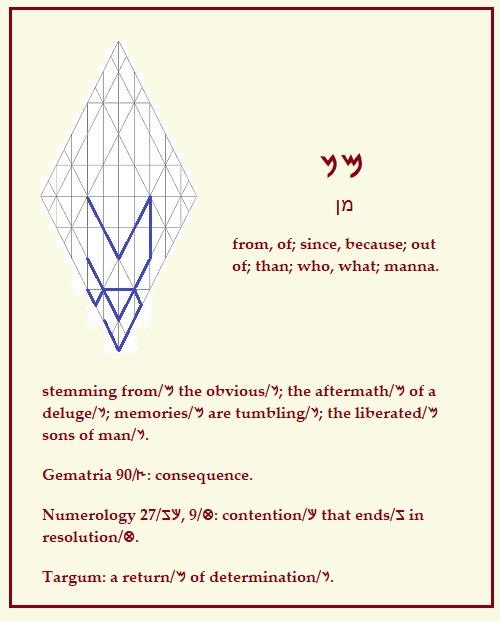 𐤌𐤍
מן
from, of; since, because; out
of; than; who, what; manna.
stemming from/𐤌 the obvious/𐤍; the aftermath/𐤌 of a
deluge/𐤍; memories/𐤌 are tumbling/𐤍; the liberated/𐤌
sons of man/𐤍.
Gematria 90/𐤑: consequence.
Numerology 27/𐤊𐤆, 9/𐤈: contention/𐤊 that ends/𐤆 in
resolution/𐤈.
Targum: a return/𐤌 of determination/𐤍.